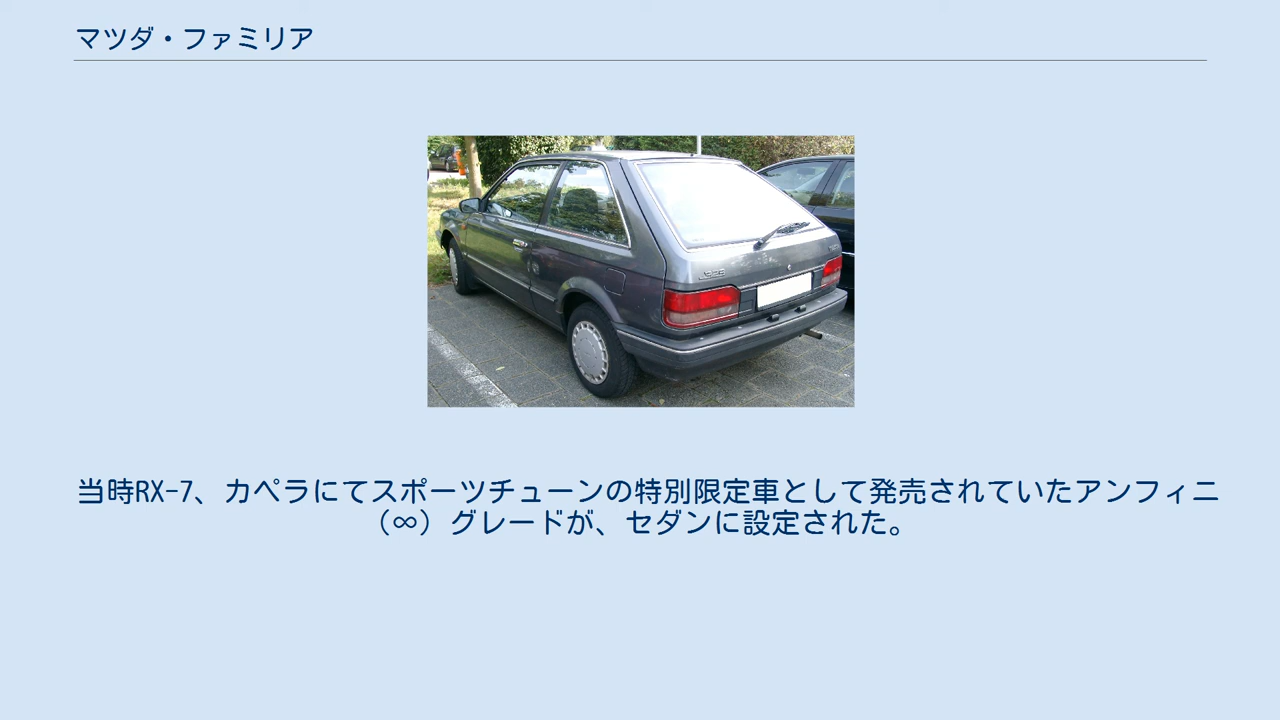 マツダ・ファミリア
当時RX-7、カペラにてスポーツチューンの特別限定車として発売されていたアンフィニ
（∞）グレードが、セダンに設定された。